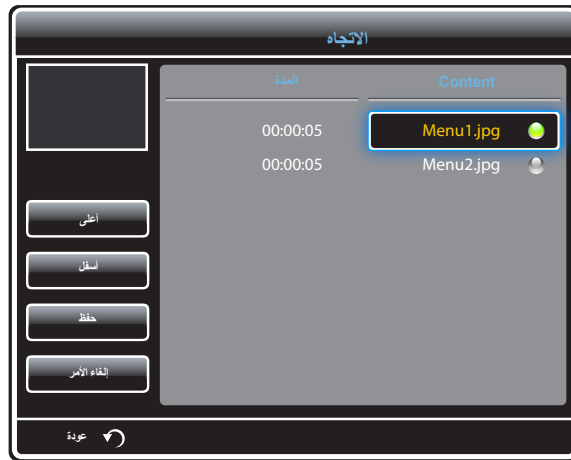 الاتجاه
Content المدة
Menu1.jpg 00:00:05
Menu2.jpg 00:00:05
أعلى
أسفل
حفظ
إلغاء الأمر
عودة